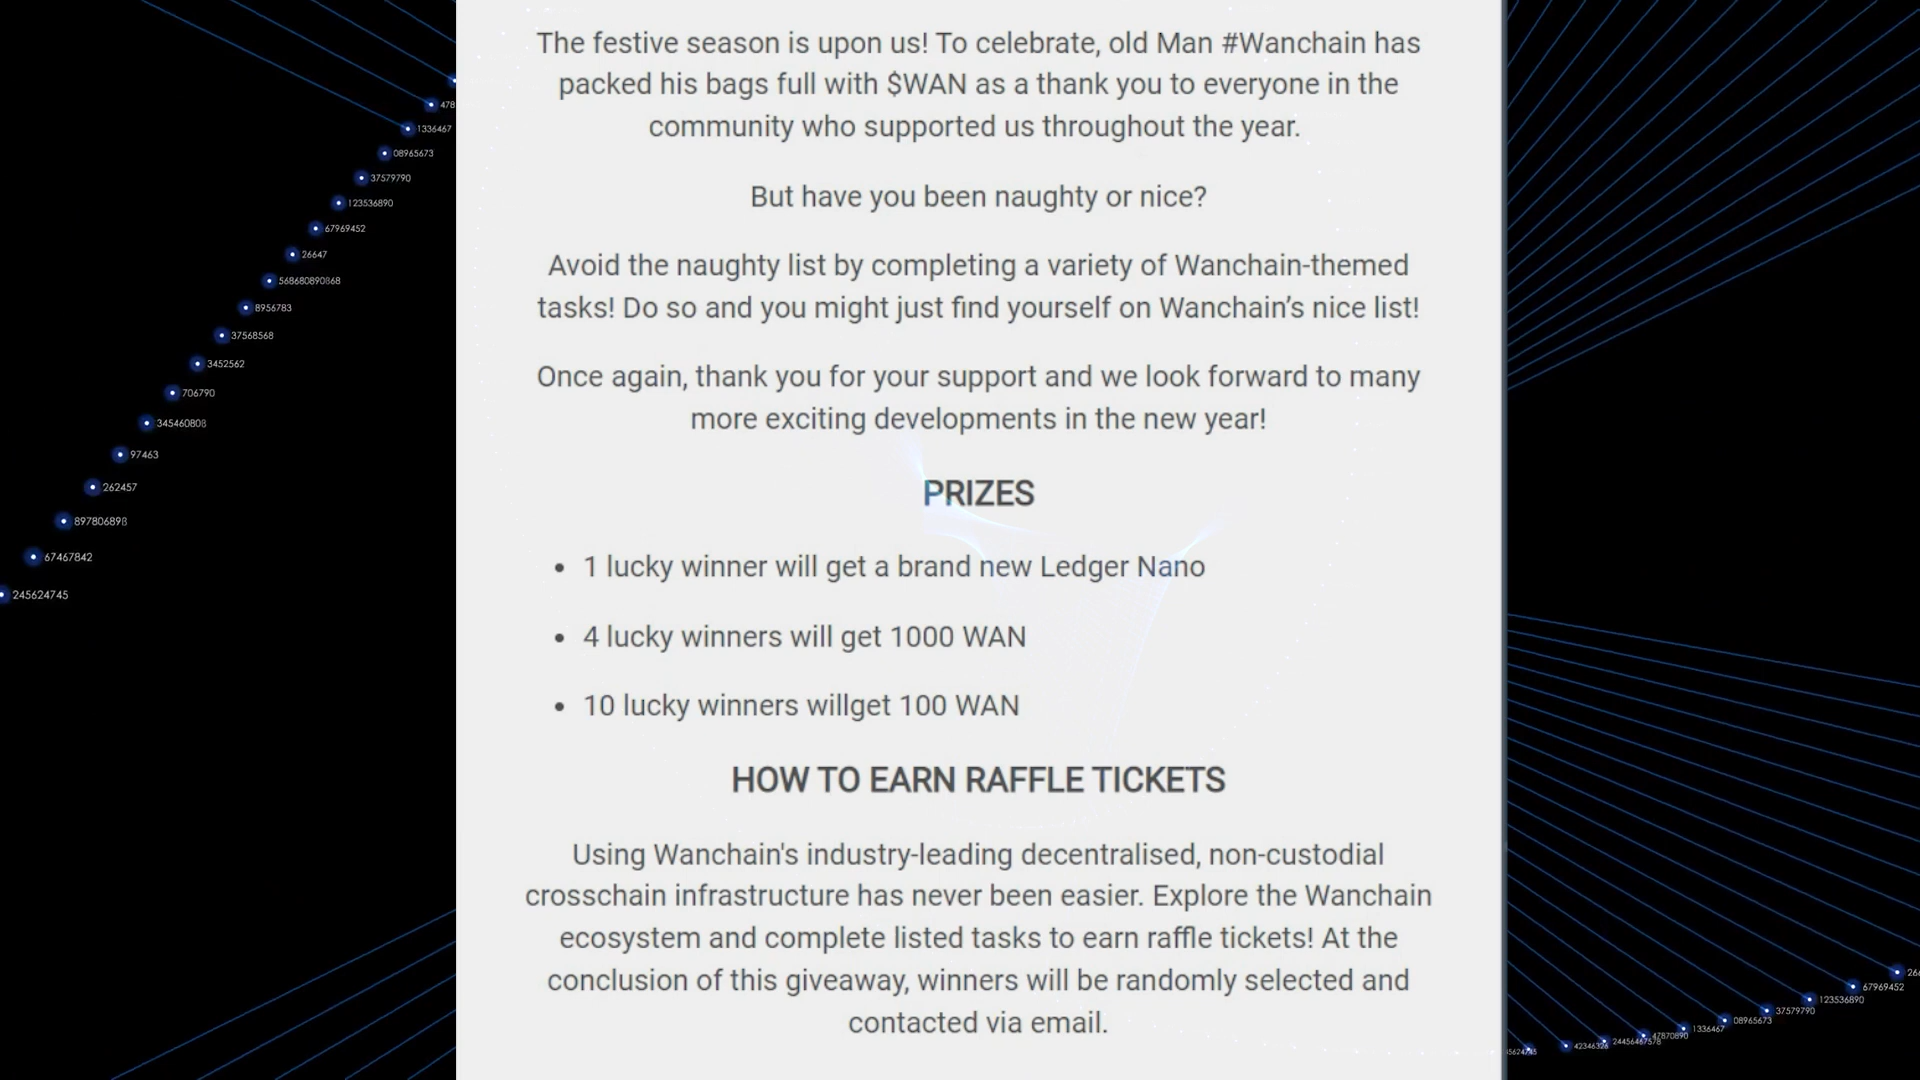 The festive season is upon us! To celebrate, old Man #Wanchain has
packed his bags full with $WAN as a thank you to everyone in the
community who supported us throughout the year.
But have you been naughty or nice?
Avoid the naughty list by completing a variety of Wanchain-themed
tasks! Do so and you might just find yourself on Wanchain’s nice list!
Once again, thank you for your support and we look forward to many
more exciting developments in the new year!
PRIZES
• 1 lucky winner will get a brand new Ledger Nano
• 4 lucky winners will get 1000 WAN
• 10 lucky winners willget 100 WAN
HOW TO EARN RAFFLE TICKETS
Using Wanchain's industry-leading decentralised, non-custodial
crosschain infrastructure has never been easier. Explore the Wanchain
ecosystem and complete listed tasks to earn raffle tickets! At the
conclusion of this giveaway, winners will be randomly selected and
contacted via email.
478
1336467
08965673
37579790
123536890
67969452
26647
568680890868
8956783
37568568
3452562
706790
345460808
97463
262457
897806898
67467842
245624745
67969452
123536890
37579790
08965673
1336467
47870890